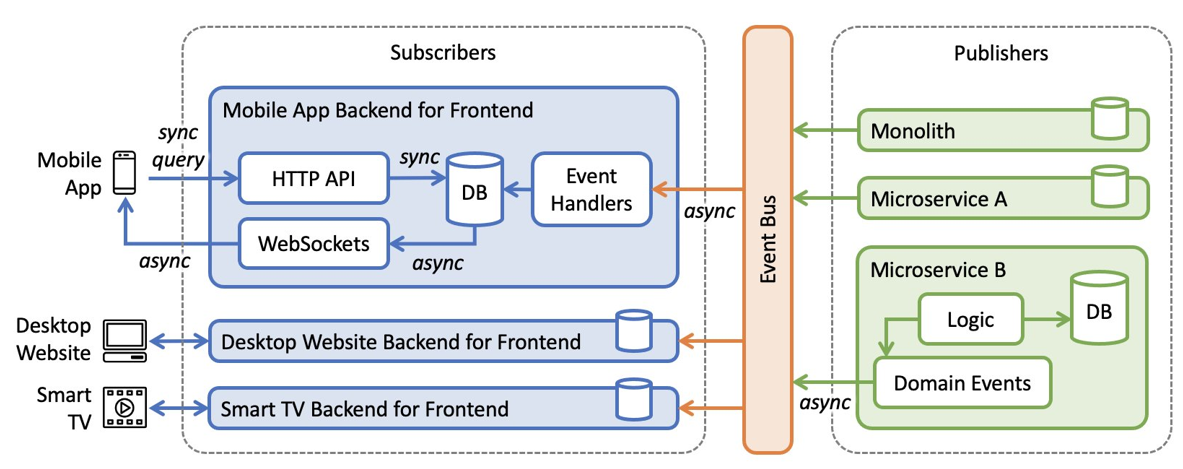 Subscribers
Publishers
Mobile App Backend for Frontend
sync
query
Mobile
App
HTTP API
sync
DB
Event
Handlers
async
WebSockets
async
async
Desktop
Website
Desktop Website Backend for Frontend
Smart
TV
Smart TV Backend for Frontend
Event Bus
Monolith
Microservice A
Microservice B
Logic
DB
Domain Events
async